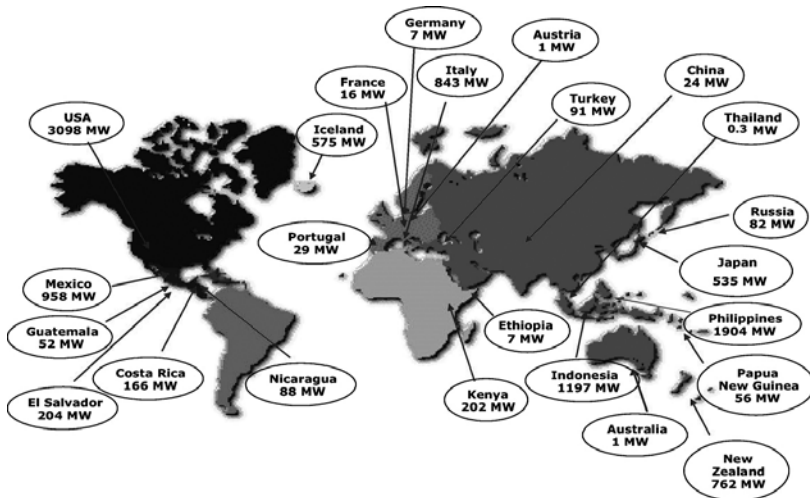 Germany
7 MW
Austria
1 MW
France
16 MW
Italy
843 MW
China
24 MW
Turkey
91 MW
USA
3098 MW
Iceland
575 MW
Thailand
0.3 MW
Portugal
29 MW
Russia
82 MW
Japan
535 MW
Mexico
958 MW
Guatemala
52 MW
Costa Rica
166 MW
El Salvador
204 MW
Nicaragua
88 MW
Ethiopia
7 MW
Kenya
202 MW
Indonesia
1197 MW
Philippines
1904 MW
Papua
New Guinea
56 MW
Australia
1 MW
New
Zealand
762 MW